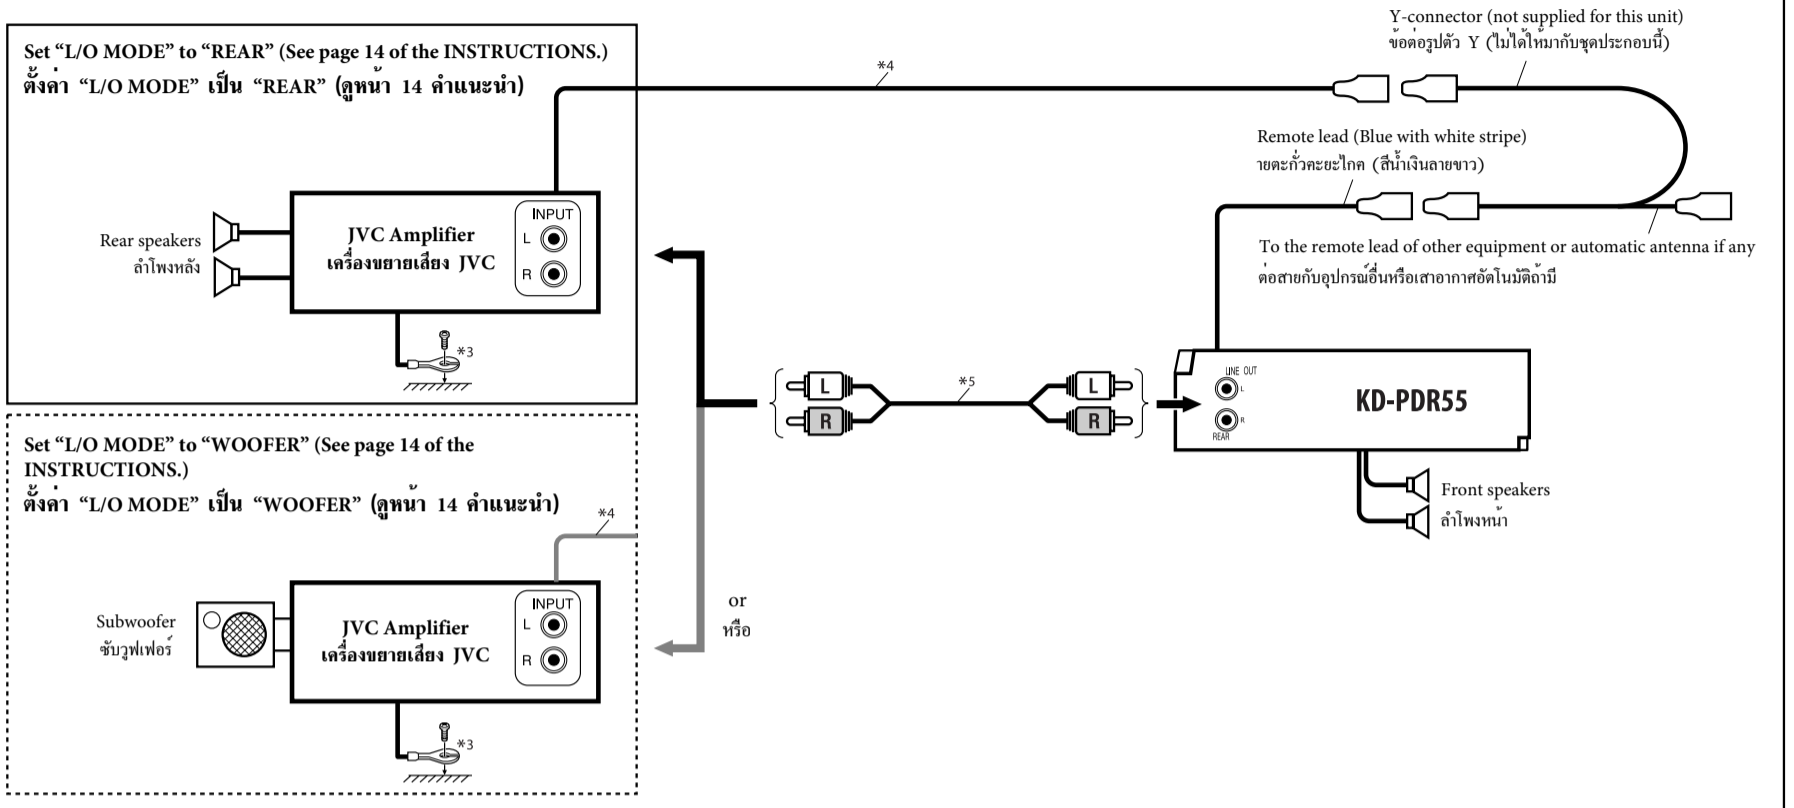 Set “L/O MODE” to “REAR” (See page 14 of the INSTRUCTIONS.)
ตั้งค่า “L/O MODE” เป็น “REAR” (ดูหน้า 14 คำแนะนำ)
Rear speakers
ลำโพงหลัง
JVC Amplifier
เครื่องขยายเสียง JVC
INPUT
L
R
*3
*4
Y-connector (not supplied for this unit)
ข้อต่อรูปตัว Y (ไม่ได้ให้มากับชุดประกอบนี้)
Remote lead (Blue with white stripe)
ายตะกั่วคะยะไกค (สีน้ำเงินลายขาว)
To the remote lead of other equipment or automatic antenna if any
ต่อสายกับอุปกรณ์อื่นหรือเสาอากาศอัตโนมัติถ้ามี
L
R
*5
L
R
LINE OUT
L
R
REAR
KD-PDR55
Front speakers
ลำโพงหน้า
Set “L/O MODE” to “WOOFER” (See page 14 of the
INSTRUCTIONS.)
ตั้งค่า “L/O MODE” เป็น “WOOFER” (ดูหน้า 14 คำแนะนำ)
*4
Subwoofer
ซับวูฟเฟอร์
JVC Amplifier
เครื่องขยายเสียง JVC
INPUT
L
R
*3
or
หรือ